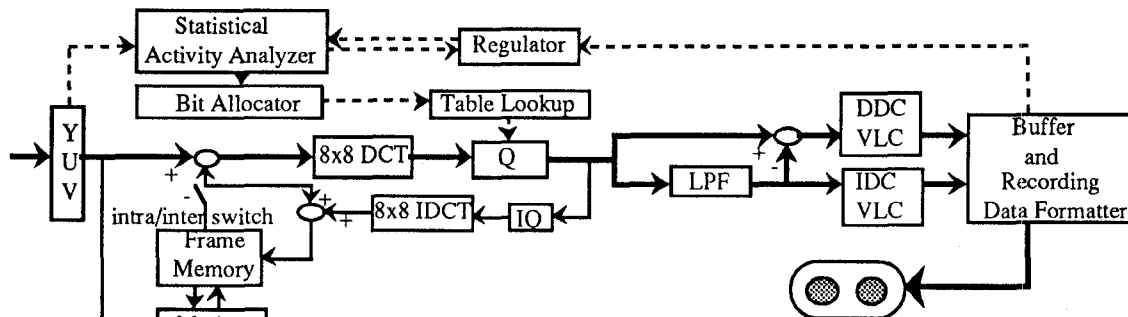 Statistical
Activity Analyzer
Regulator
Bit Allocator
Table Lookup
Y
U
V
+
-
8x8 DCT
Q
+
-
LPF
DDC
VLC
IDC
VLC
Buffer
and
Recording
Data Formatter
intra/inter switch
+
+
8x8 IDCT
IQ
Frame
Memory